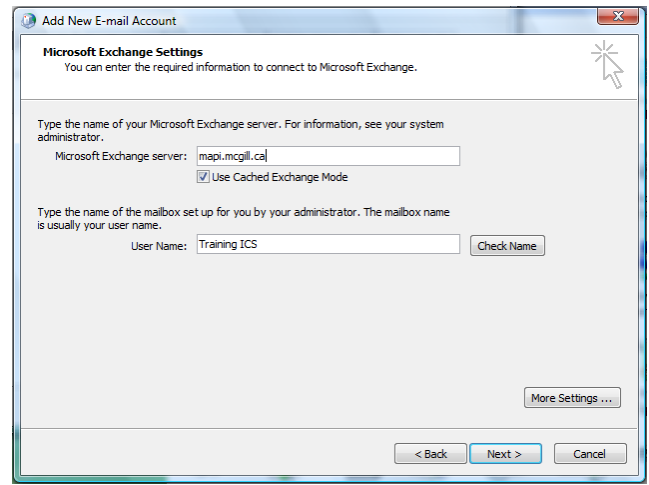 Add New E-mail Account
Microsoft Exchange Settings
You can enter the required information to connect to Microsoft Exchange.
Type the name of your Microsoft Exchange server. For information, see your system
administrator.
Microsoft Exchange server: mapi.mcgill.ca
Use Cached Exchange Mode
Type the name of the mailbox set up for you by your administrator. The mailbox name
is usually your user name.
User Name: Training ICS Check Name
More Settings ...
< Back Next > Cancel